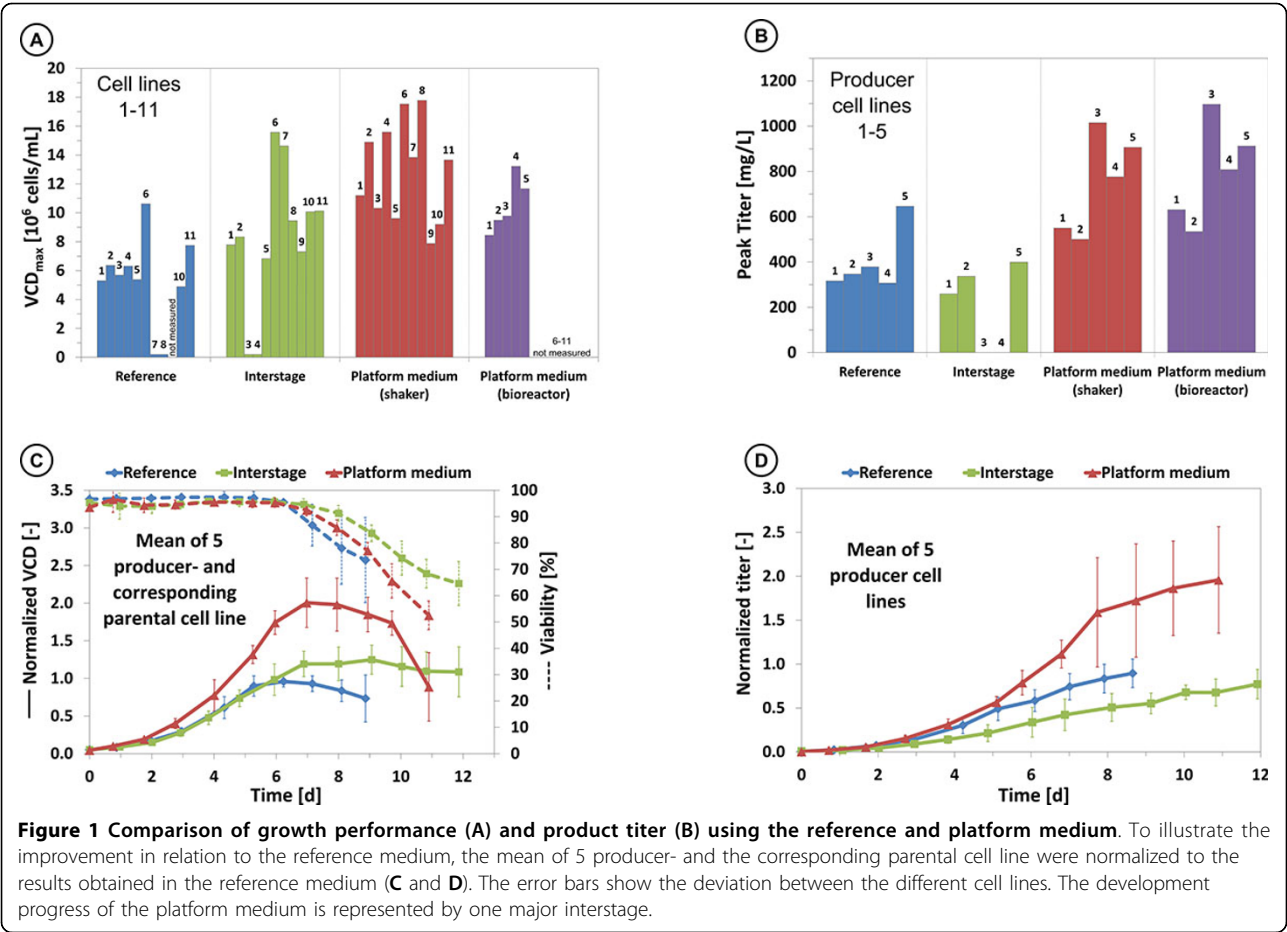 A
20
18
16
14
12
10
8
6
4
2
0
VCDmax [10^6 cells/mL]
Cell lines
1-11
1 2 3 4 5 6 7 8 not measured 10 11
1 2 3 4 5 6 7 8 9 10 11
1 2 3 4 5 6 7 8 9 10 11
1 2 3 4 5
6-11
not measured
Reference
Interstage
Platform medium
(shaker)
Platform medium
(bioreactor)
B
1200
1000
800
600
400
200
0
Peak Titer [mg/L]
Producer
cell lines
1-5
1 2 3 4 5
1 2 3 4 5
1 2 3 4 5
1 2 3 4 5
Reference
Interstage
Platform medium
(shaker)
Platform medium
(bioreactor)
C
Reference Interstage Platform medium
3.5
3.0
2.5
2.0
1.5
1.0
0.5
0.0
Normalized VCD [-]
Mean of 5
producer- and
corresponding
parental cell line
100
90
80
70
60
50
40
30
20
10
0
Viability [%]
0 2 4 6 8 10 12
Time [d]
D
Reference Interstage Platform medium
3.0
2.5
2.0
1.5
1.0
0.5
0.0
Normalized titer [-]
Mean of 5
producer cell
lines
0 2 4 6 8 10 12
Time [d]
Figure 1 Comparison of growth performance (A) and product titer (B) using the reference and platform medium. To illustrate the
improvement in relation to the reference medium, the mean of 5 producer- and the corresponding parental cell line were normalized to the
results obtained in the reference medium (C and D). The error bars show the deviation between the different cell lines. The development
progress of the platform medium is represented by one major interstage.